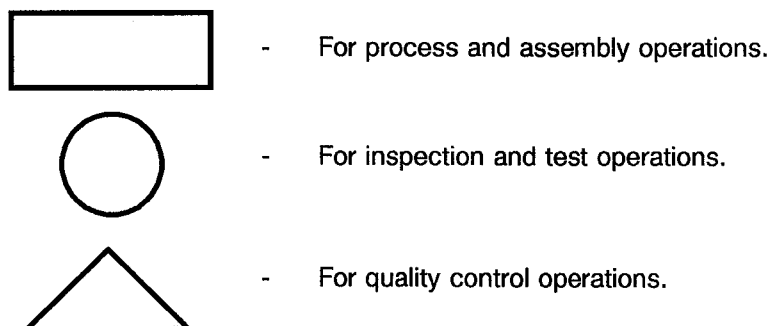 - For process and assembly operations.
- For inspection and test operations.
- For quality control operations.